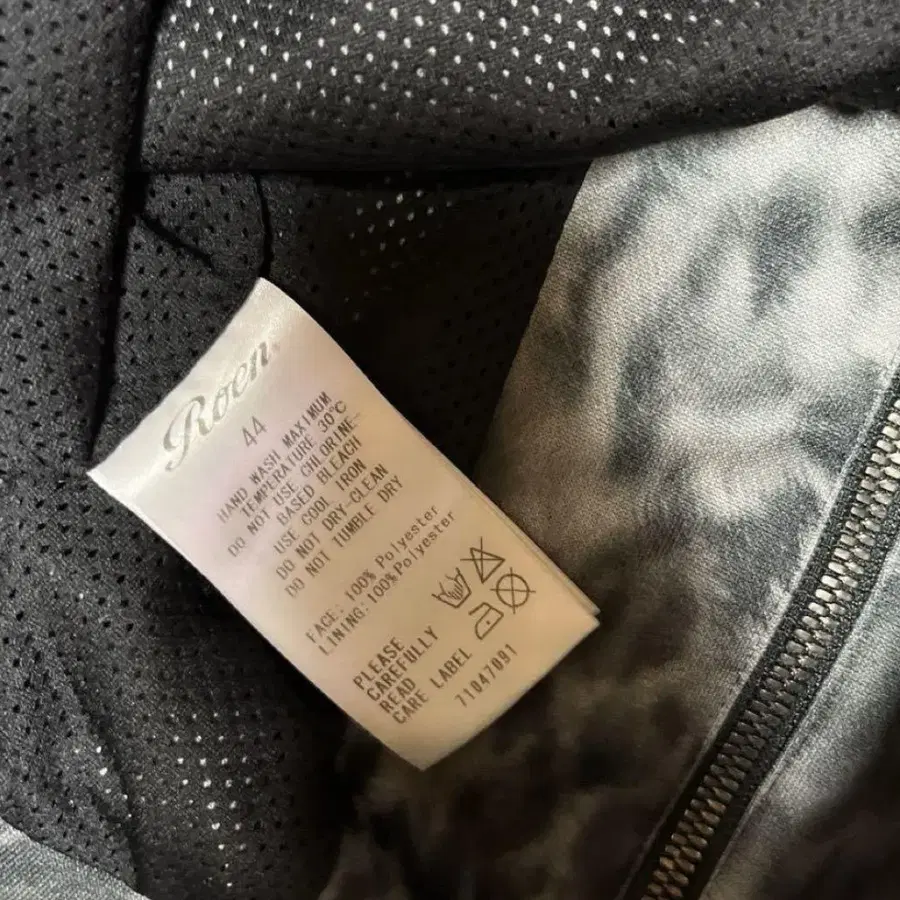 Roen
44
HAND WASH MAXIMUM
TEMPERATURE 30°C
DO NOT USE CHLORINE-
BASED BLEACH
USE COOL IRON
DO NOT DRY-CLEAN
DO NOT TUMBLE DRY
FACE: 100% Polyester
LINING:100%Polyester
PLEASE
CAREFULLY
READ
CARE LABEL
71047091